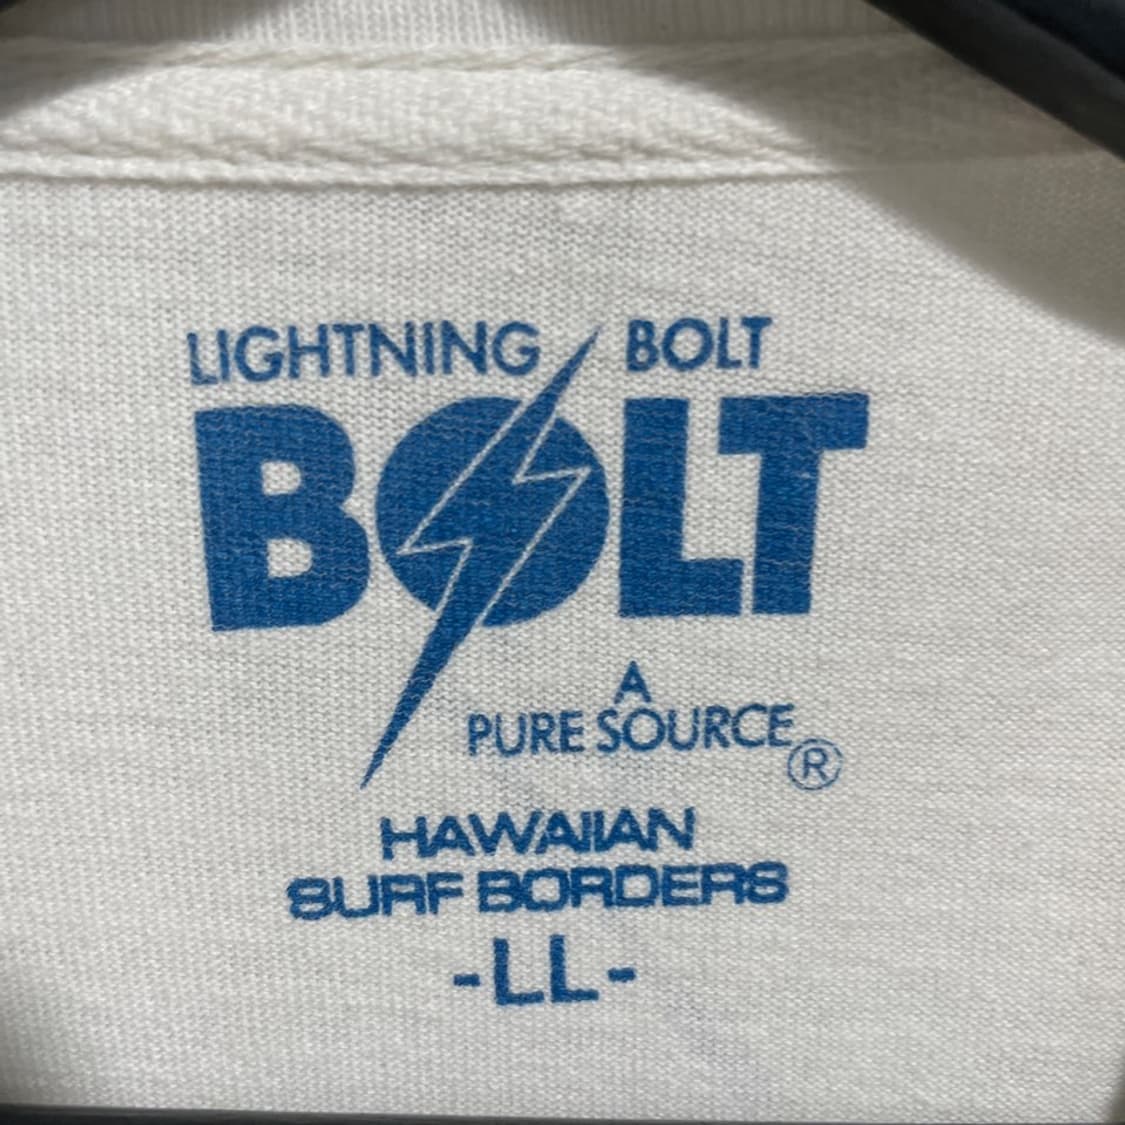 LIGHTNING BOLT
BOLT
A
PURE SOURCE ®
HAWAIIAN
SURF BORDERS
-LL-